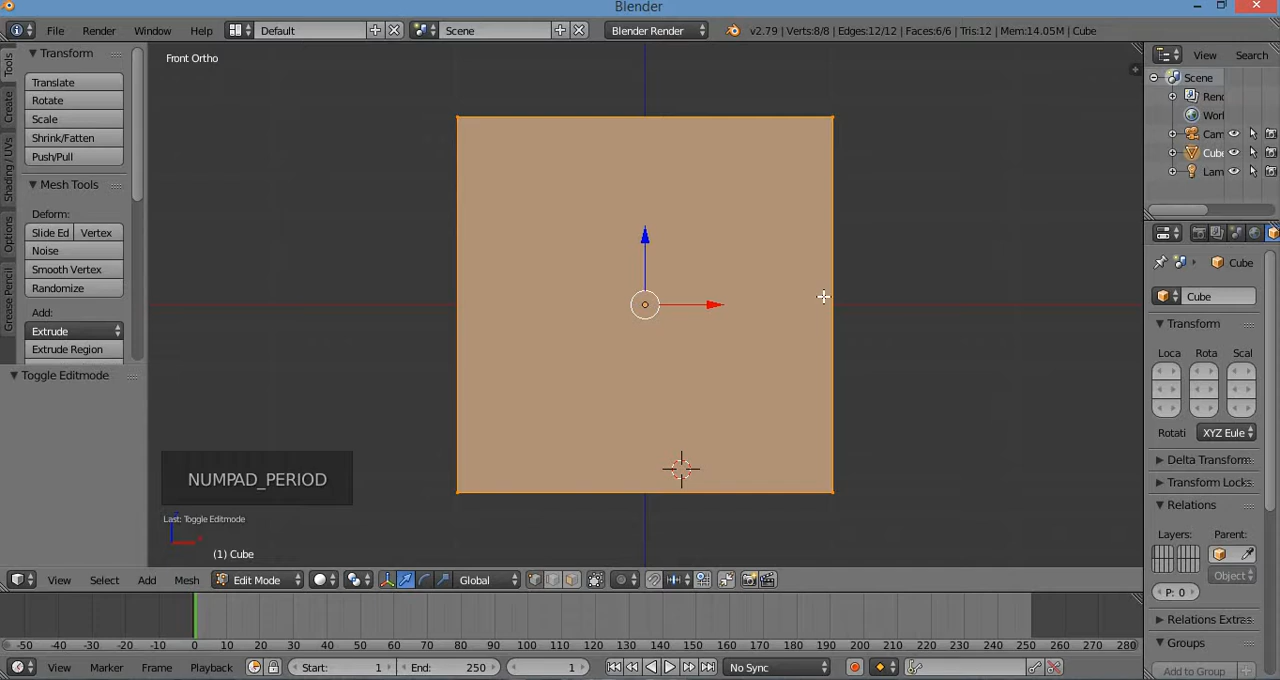 Blender
File Render Window Help Default Scene Blender Render v2.79 | Verts:8/8 | Edges:12/12 | Faces:6/6 | Tris:12 | Mem:14.05M | Cube
Tools
Create
Shading / UVs
Options
Grease Pencil
Transform
Translate
Rotate
Scale
Shrink/Fatten
Push/Pull
Mesh Tools
Deform:
Slide Ed Vertex
Noise
Smooth Vertex
Randomize
Add:
Extrude
Extrude Region
Toggle Editmode
Front Ortho
NUMPAD_PERIOD
Last: Toggle Editmode
(1) Cube
View Search
Scene
Rend
Worl
Cam
Cube
Lam
Cube
Cube
Transform
Loca Rota Scal
Rotati XYZ Eule
Delta Transform
Transform Locks
Relations
Layers: Parent:
Object
P: 0
Relations Extra
Groups
Add to Group
View Select Add Mesh Edit Mode Global
-50 -40 -30 -20 -10 0 10 20 30 40 50 60 70 80 90 100 110 120 130 140 150 160 170 180 190 200 210 220 230 240 250 260 270 280
View Marker Frame Playback Start: 1 End: 250 1 No Sync